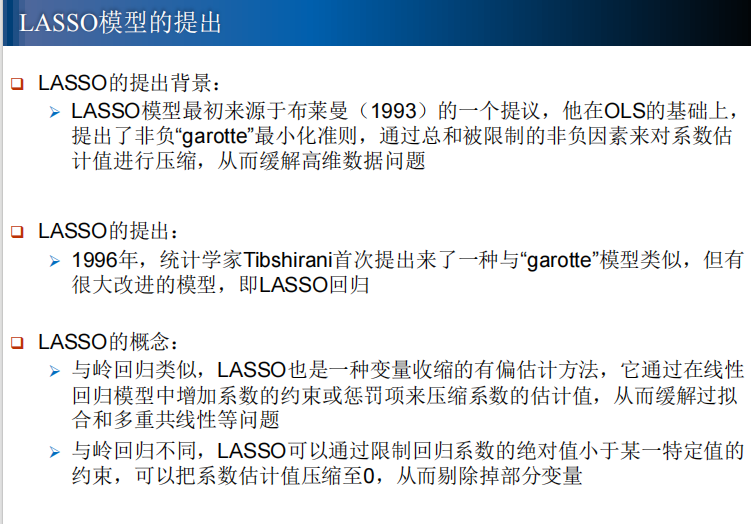 LASSO模型的提出
LASSO的提出背景：
LASSO模型最初来源于布莱曼（1993）的一个提议，他在OLS的基础上，
提出了非负“garotte”最小化准则，通过总和被限制的非负因素来对系数估
计值进行压缩，从而缓解高维数据问题
LASSO的提出：
1996年，统计学家Tibshirani首次提出来了一种与“garotte”模型类似，但有
很大改进的模型，即LASSO回归
LASSO的概念：
与岭回归类似，LASSO也是一种变量收缩的有偏估计方法，它通过在线性
回归模型中增加系数的约束或惩罚项来压缩系数的估计值，从而缓解过拟
合和多重共线性等问题
与岭回归不同，LASSO可以通过限制回归系数的绝对值小于某一特定值的
约束，可以把系数估计值压缩至0，从而剔除掉部分变量